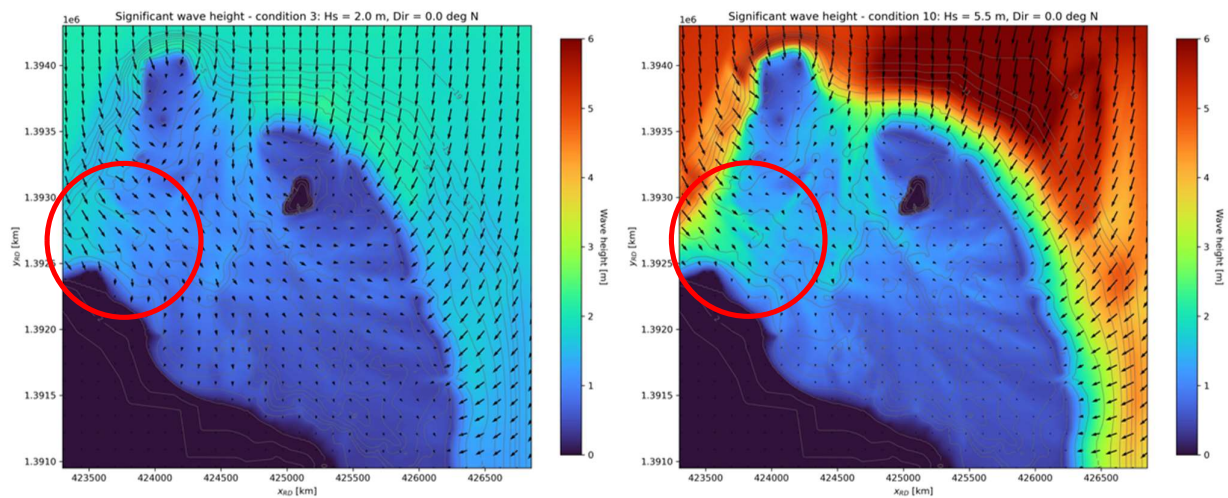 Significant wave height - condition 3: Hs = 2.0 m, Dir = 0.0 deg N
1e6
1.3940
1.3935
1.3930
1.3925
1.3920
1.3915
1.3910
yRD [km]
423500 424000 424500 425000 425500 426000 426500
xRD [km]
6
5
4
3
2
1
0
Wave height [m]
Significant wave height - condition 10: Hs = 5.5 m, Dir = 0.0 deg N
1e6
1.3940
1.3935
1.3930
1.3925
1.3920
1.3915
1.3910
yRD [km]
423500 424000 424500 425000 425500 426000 426500
xRD [km]
6
5
4
3
2
1
0
Wave height [m]